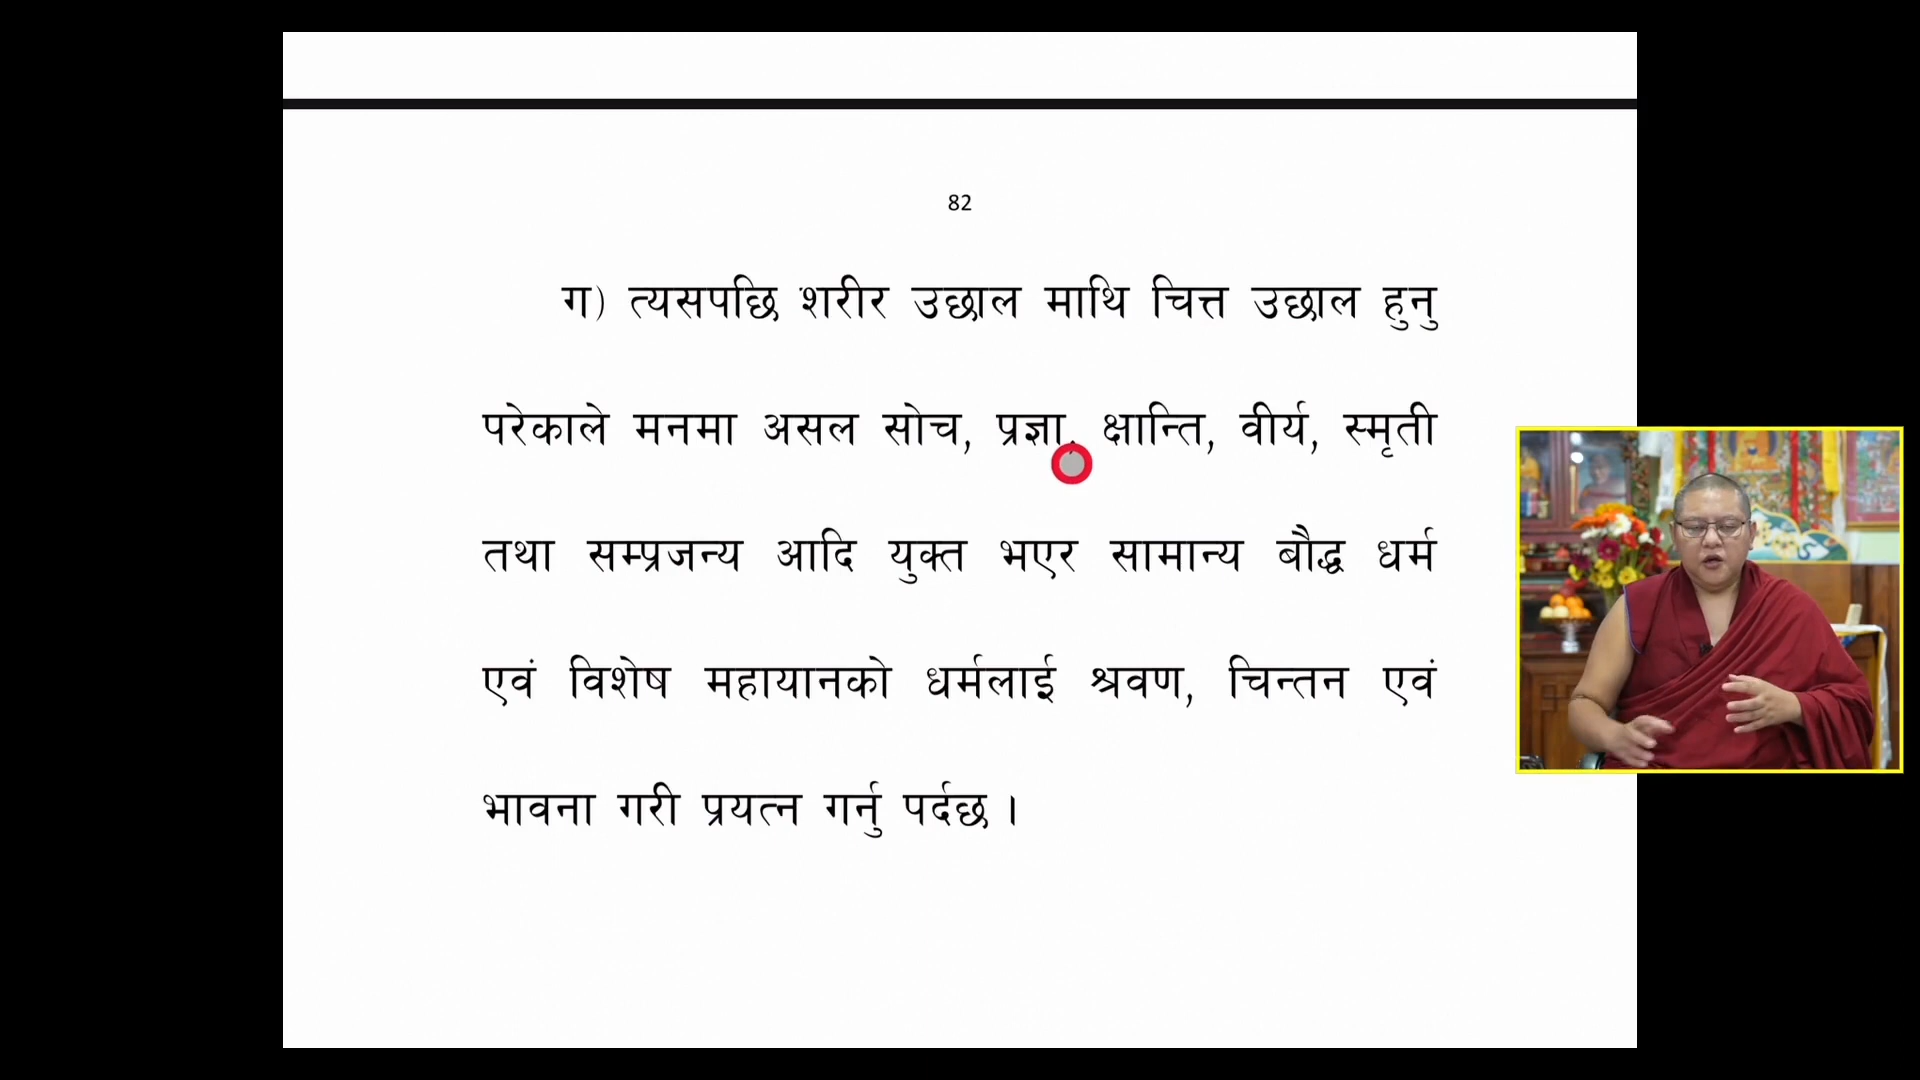 82
ग) त्यसपछि शरीर उछाल माथि चित्त उछाल हुनु
परेकाले मनमा असल सोच, प्रज्ञा, क्षान्ति, वीर्य, स्मृती
तथा सम्प्रजन्य आदि युक्त भएर सामान्य बौद्ध धर्म
एवं विशेष महायानको धर्मलाई श्रवण, चिन्तन एवं
भावना गरी प्रयत्न गर्नु पर्दछ ।